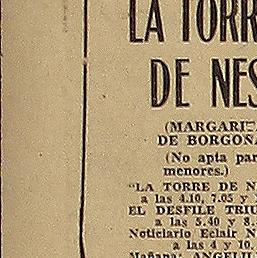 LA TORR
DE NES
(MARGARI
DE BORGOÑA
(No apta par
menores.)
"LA TORRE DE N
a las 4.10, 7.05 y
EL DESFILE TRIU
a las 5.40 y 8.
Noticiario Eclair N
a las 4 y 10.
Mañana: ANGELIL